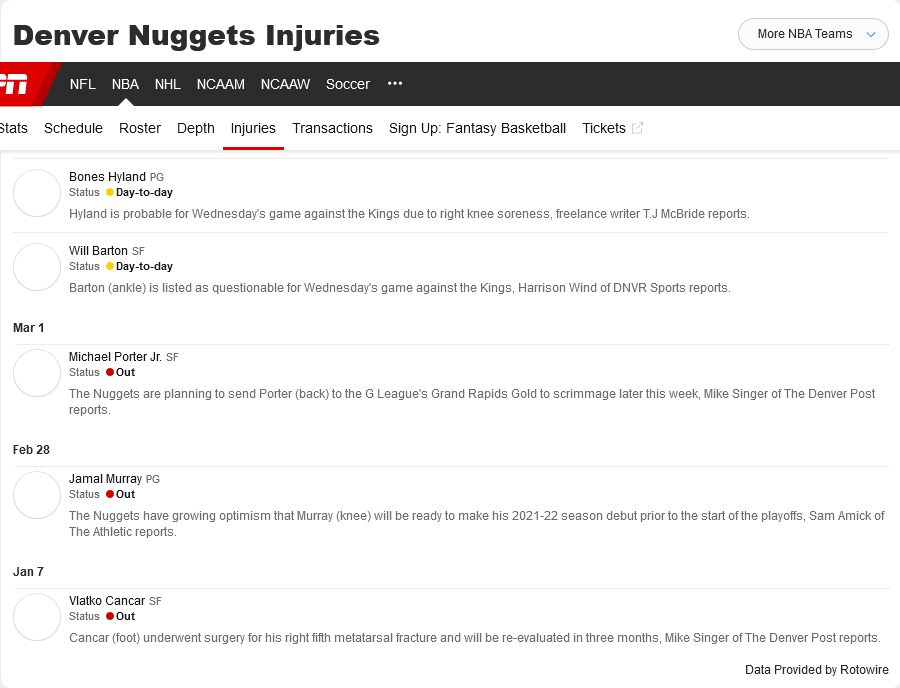 Denver Nuggets Injuries
More NBA Teams
NFL NBA NHL NCAAM NCAAW Soccer •••
Stats Schedule Roster Depth Injuries Transactions Sign Up: Fantasy Basketball Tickets
Bones Hyland PG
Status Day-to-day
Hyland is probable for Wednesday's game against the Kings due to right knee soreness, freelance writer T.J McBride reports.
Will Barton SF
Status Day-to-day
Barton (ankle) is listed as questionable for Wednesday's game against the Kings, Harrison Wind of DNVR Sports reports.
Mar 1
Michael Porter Jr. SF
Status Out
The Nuggets are planning to send Porter (back) to the G League's Grand Rapids Gold to scrimmage later this week, Mike Singer of The Denver Post
reports.
Feb 28
Jamal Murray PG
Status Out
The Nuggets have growing optimism that Murray (knee) will be ready to make his 2021-22 season debut prior to the start of the playoffs, Sam Amick of
The Athletic reports.
Jan 7
Vlatko Cancar SF
Status Out
Cancar (foot) underwent surgery for his right fifth metatarsal fracture and will be re-evaluated in three months, Mike Singer of The Denver Post reports.
Data Provided by Rotowire